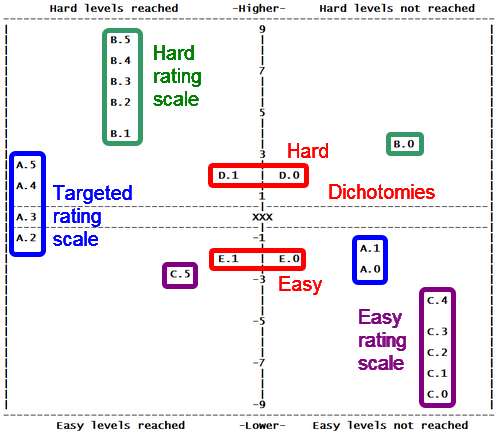 Hard levels reached -Higher- Hard levels not reached
9
B.5
B.4
Hard
rating
scale
7
B.3
B.2
5
B.1
B.0
3
A.5
Hard
D.1 D.0
A.4
Targeted
rating
scale
Dichotomies
1
A.3
XXX
A.2
-1
A.1
E.1 E.0
A.0
C.5
-3
Easy
C.4
Easy
rating
scale
-5
C.3
C.2
-7
C.1
C.0
-9
Easy levels reached -Lower- Easy levels not reached